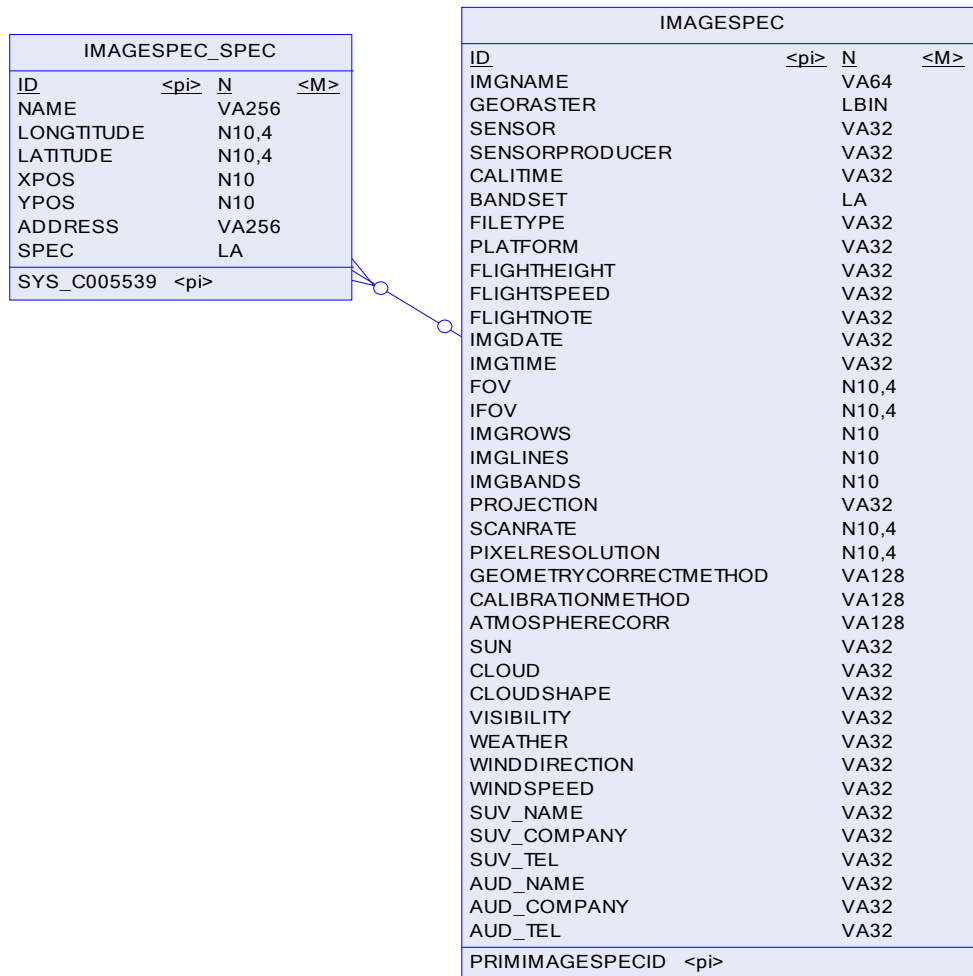 IMAGESPEC_SPEC
ID <pi> N <M>
NAME VA256
LONGTITUDE N10,4
LATITUDE N10,4
XPOS N10
YPOS N10
ADDRESS VA256
SPEC LA
SYS_C005539 <pi>
IMAGESPEC
ID <pi> N <M>
IMGNAME VA64
GEORASTER LBIN
SENSOR VA32
SENSORPRODUCER VA32
CALITIME VA32
BANDSET LA
FILETYPE VA32
PLATFORM VA32
FLIGHTHEIGHT VA32
FLIGHTSPEED VA32
FLIGHTNOTE VA32
IMGDATE VA32
IMGTIME VA32
FOV N10,4
IFOV N10,4
IMGROWS N10
IMGLINES N10
IMGBANDS N10
PROJECTION VA32
SCANRATE N10,4
PIXELRESOLUTION N10,4
GEOMETRYCORRECTMETHOD VA128
CALIBRATIONMETHOD VA128
ATMOSPHERECORR VA128
SUN VA32
CLOUD VA32
CLOUDSHAPE VA32
VISIBILITY VA32
WEATHER VA32
WINDDIRECTION VA32
WINDSPEED VA32
SUV_NAME VA32
SUV_COMPANY VA32
SUV_TEL VA32
AUD_NAME VA32
AUD_COMPANY VA32
AUD_TEL VA32
PRIMIMAGESPECID <pi>